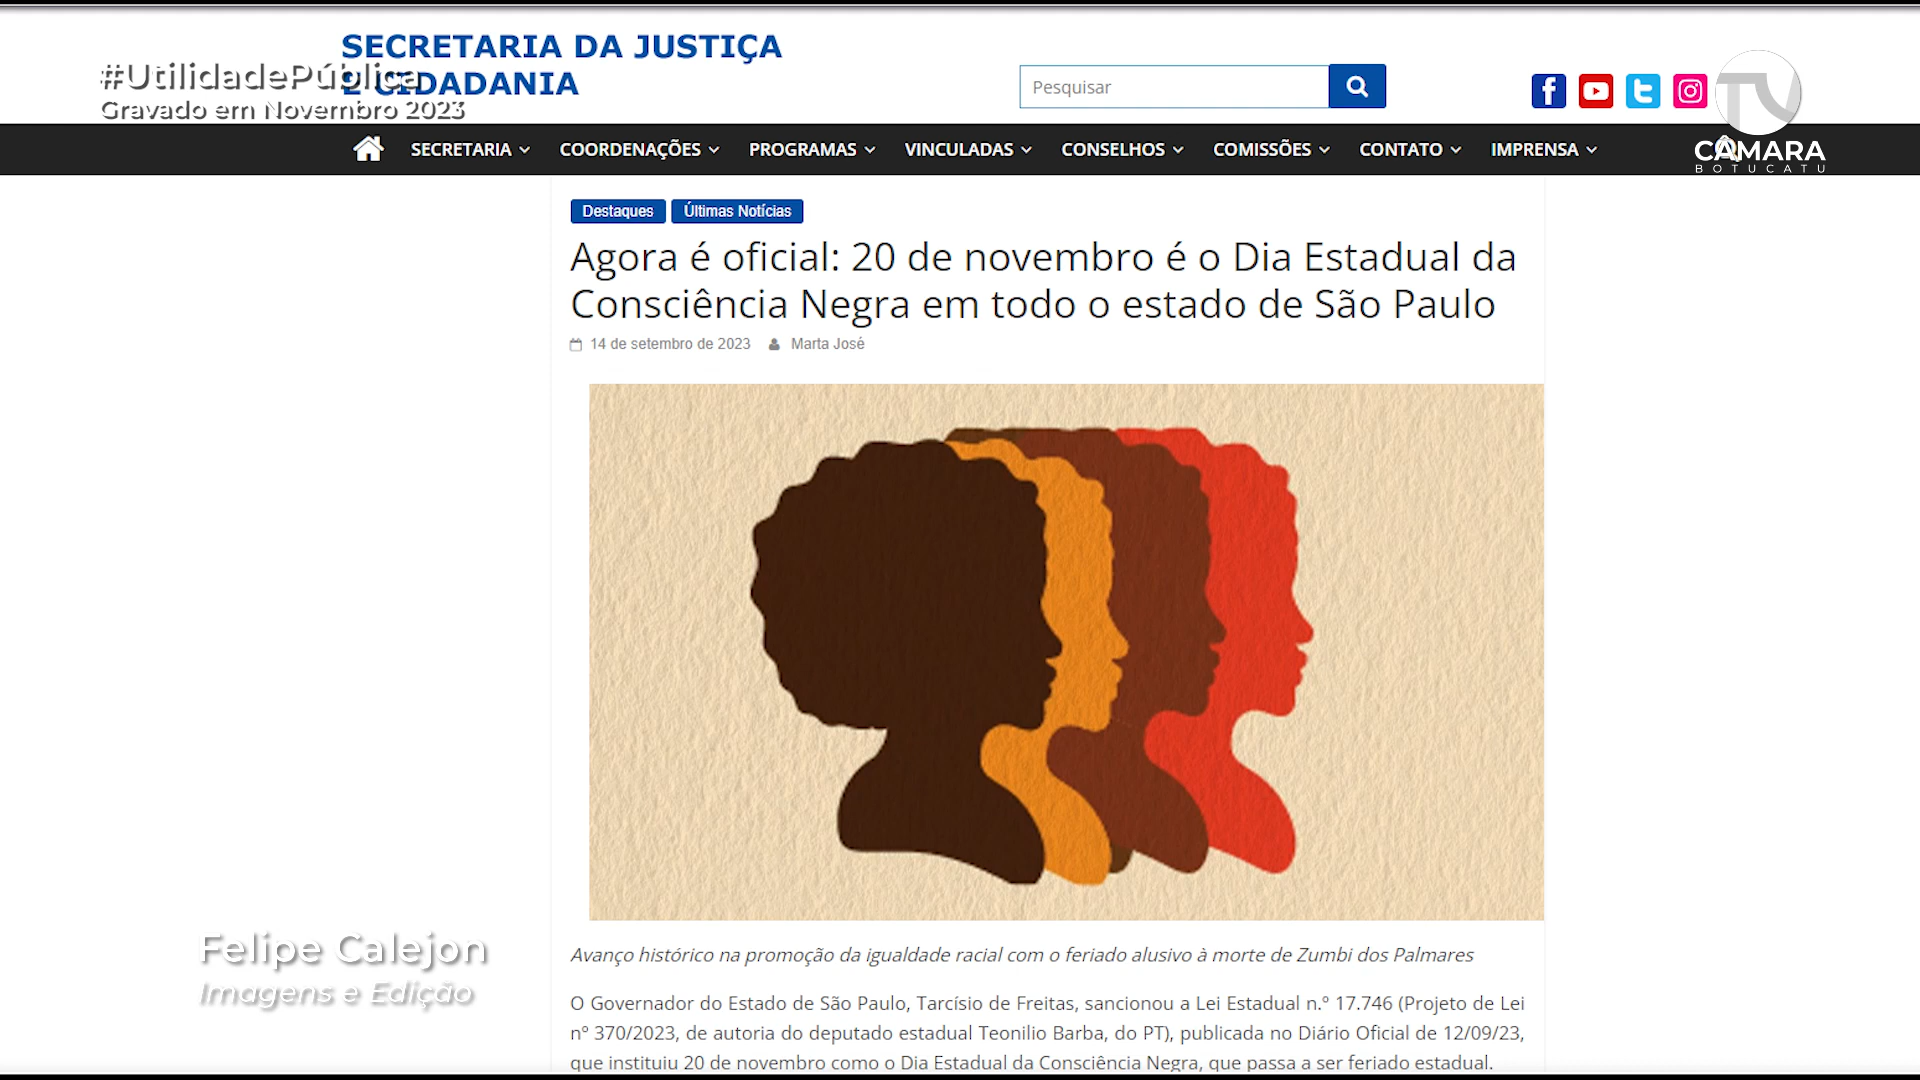 SECRETARIA DA JUSTIÇA
E CIDADANIA
#UtilidadePública
Gravado em Novembro 2023
Pesquisar
TV
CÂMARA
BOTUCATU
SECRETARIA
COORDENAÇÕES
PROGRAMAS
VINCULADAS
CONSELHOS
COMISSÕES
CONTATO
IMPRENSA
Destaques
Últimas Notícias
Agora é oficial: 20 de novembro é o Dia Estadual da
Consciência Negra em todo o estado de São Paulo
14 de setembro de 2023 Marta José
Avanço histórico na promoção da igualdade racial com o feriado alusivo à morte de Zumbi dos Palmares
O Governador do Estado de São Paulo, Tarcísio de Freitas, sancionou a Lei Estadual n.º 17.746 (Projeto de Lei
nº 370/2023, de autoria do deputado estadual Teonilio Barba, do PT), publicada no Diário Oficial de 12/09/23,
que instituiu 20 de novembro como o Dia Estadual da Consciência Negra, que passa a ser feriado estadual.
Felipe Calejon
Imagens e Edição